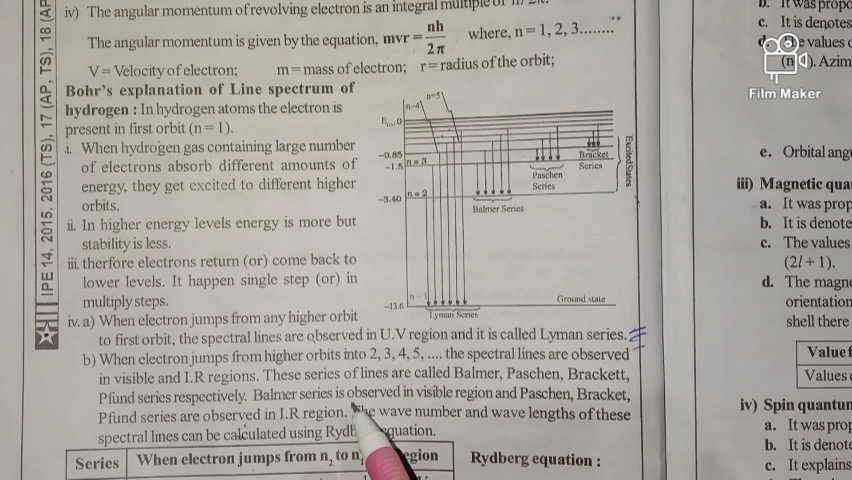 iv) The angular momentum of revolving electron is an integral multiple of
The angular momentum is given by the equation, mvr = nh/2π where, n = 1, 2, 3........
V = Velocity of electron; m = mass of electron; r = radius of the orbit;
Bohr's explanation of Line spectrum of
hydrogen : In hydrogen atoms the electron is
present in first orbit (n = 1).
i. When hydrogen gas containing large number
of electrons absorb different amounts of
energy, they get excited to different higher
orbits.
ii. In higher energy levels energy is more but
stability is less.
iii. therfore electrons return (or) come back to
lower levels. It happen single step (or) in
multiply steps.
iv. a) When electron jumps from any higher orbit
to first orbit, the spectral lines are observed in U.V region and it is called Lyman series.
b) When electron jumps from higher orbits into 2, 3, 4, 5, .... the spectral lines are observed
in visible and I.R regions. These series of lines are called Balmer, Paschen, Brackett,
Pfund series respectively. Balmer series is observed in visible region and Paschen, Bracket,
Pfund series are observed in I.R region. wave number and wave lengths of these
spectral lines can be calculated using equation.
Series When electron jumps from n₂ to
Rydberg equation :
n=4 n=5
0
–0.85
–1.5 n = 3
–3.40 n = 2
–13.6
Bracket
Series
Paschen
Series
Balmer Series
Lyman Series
Ground state
Excited States
IPE 14, 2015, 2016 (TS), 17 (AP, TS), 18 (AP
Film Maker
b. It was
c. It is denotes
values
Azim
e. Orbital
iii) Magnetic
a. It was
b. It is
c. The values
(2l + 1).
d. The
orientation
shell there
Value
Values
iv) Spin
a. It was
b. It is
c. It explains